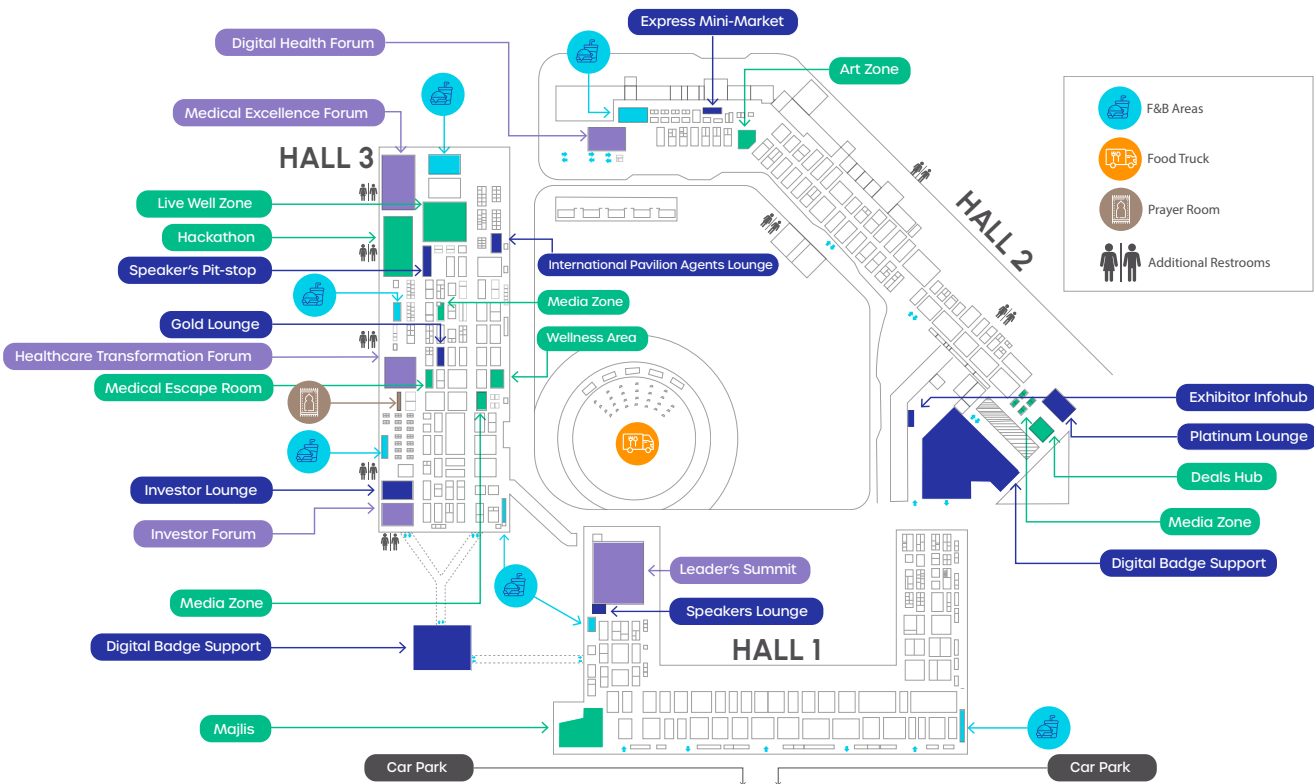 Express Mini-Market
Digital Health Forum
Art Zone
Medical Excellence Forum
F&B Areas
Food Truck
Prayer Room
Additional Restrooms
HALL 3
HALL 2
Live Well Zone
Hackathon
Speaker's Pit-stop
International Pavilion Agents Lounge
Media Zone
Gold Lounge
Wellness Area
Healthcare Transformation Forum
Medical Escape Room
Exhibitor Infohub
Platinum Lounge
Deals Hub
Investor Lounge
Media Zone
Investor Forum
Digital Badge Support
Leader's Summit
Media Zone
Speakers Lounge
Digital Badge Support
HALL 1
Majlis
Car Park
Car Park